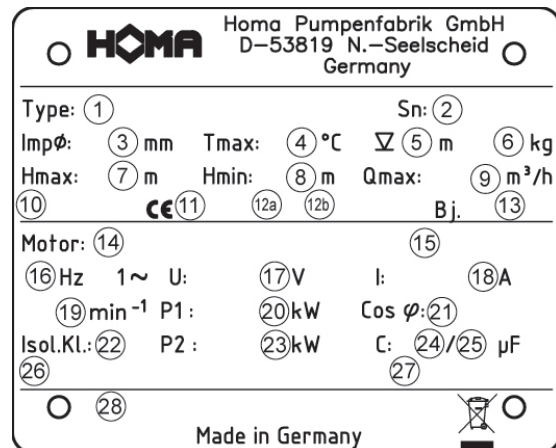 HOMA
Homa Pumpenfabrik GmbH
D-53819 N.-Seelscheid
Germany
Type: 1 Sn: 2
ImpØ: 3 mm Tmax: 4 °C ∇ 5 m 6 kg
Hmax: 7 m Hmin: 8 m Qmax: 9 m³/h
10 CE 11 12a 12b Bj. 13
Motor: 14 15
16 Hz 1~ U: 17 V I: 18 A
19 min⁻¹ P1: 20 kW Cos φ: 21
Isol.Kl.: 22 P2: 23 kW C: 24/25 µF
26 27
28
Made in Germany